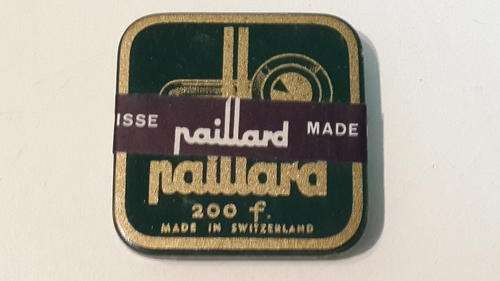 ISSE paillard MADE
paillard
200 f.
MADE IN SWITZERLAND